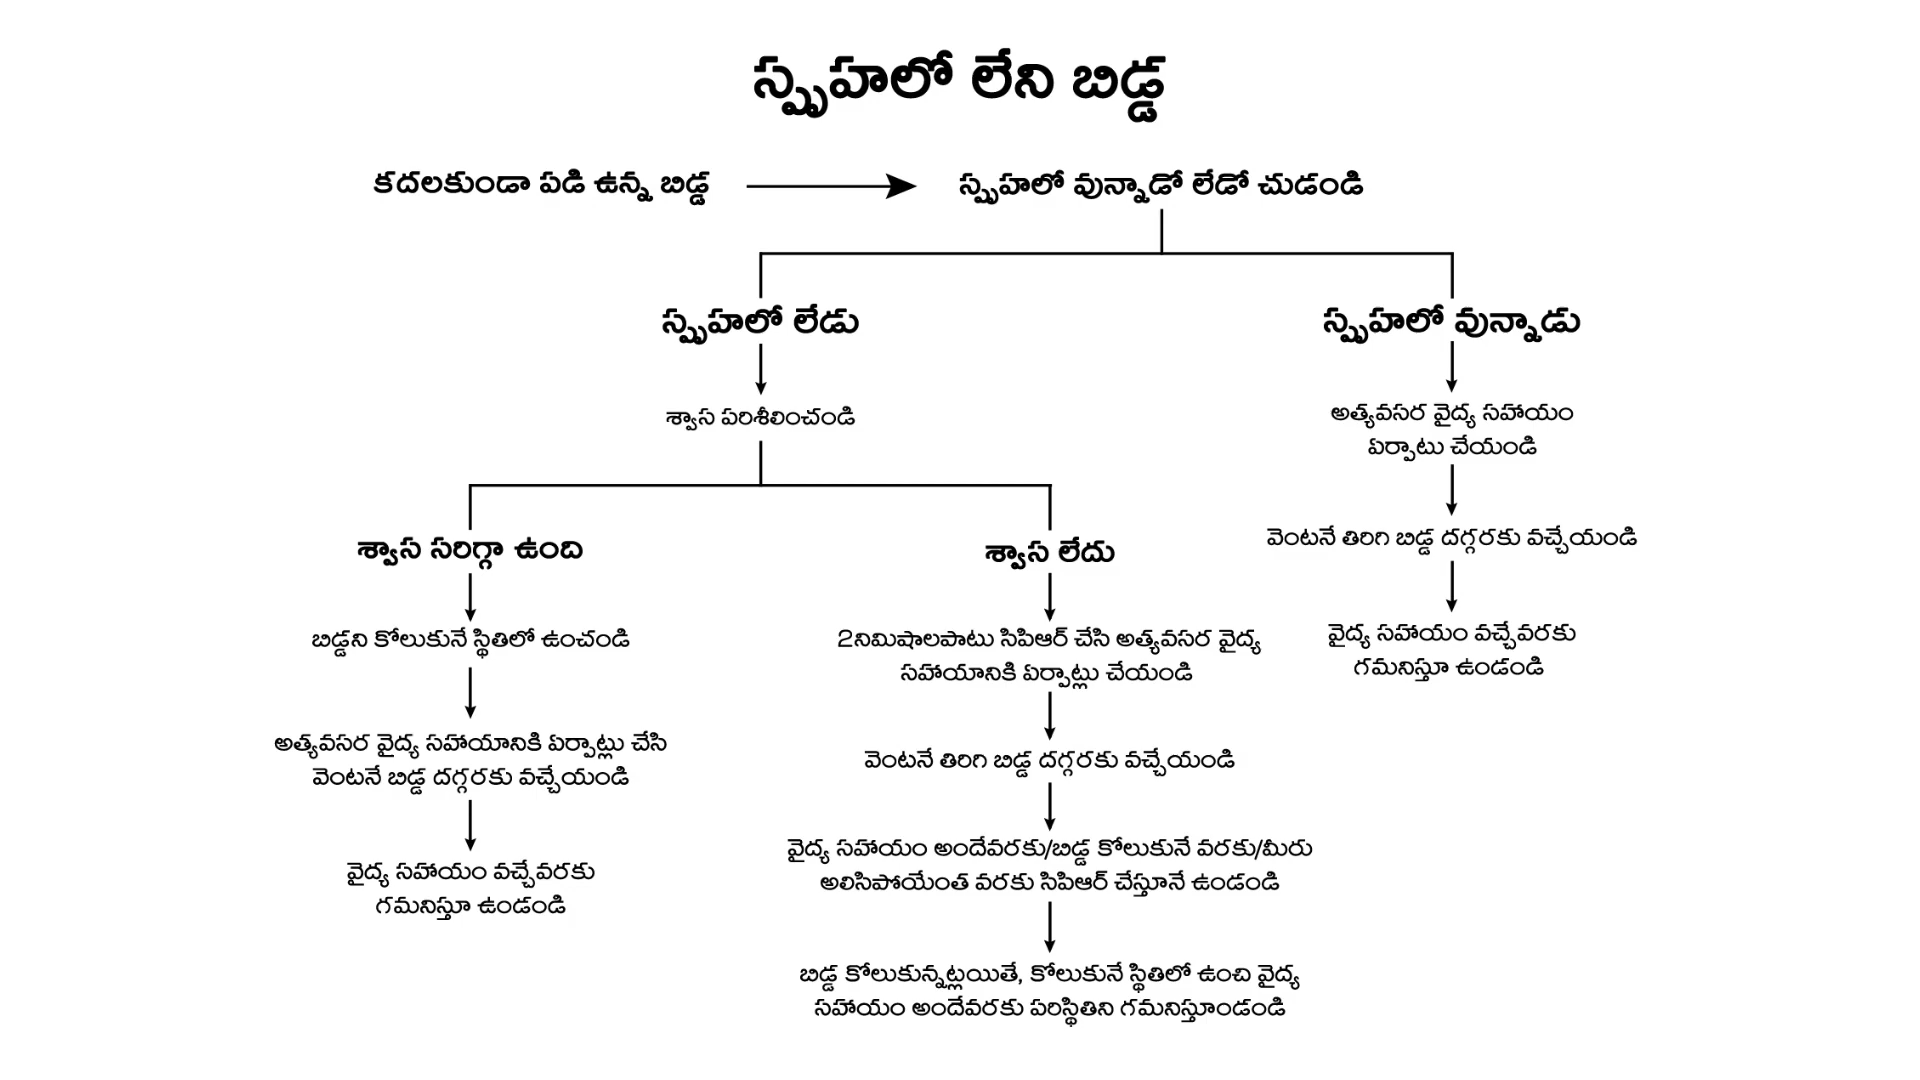 స్పృహలో లేని బిడ్డ
కదలకుండా పడి ఉన్న బిడ్డ
స్పృహలో వున్నాడో లేడో చుడండి
స్పృహలో లేడు
స్పృహలో వున్నాడు
శ్వాస పరిశీలించండి
అత్యవసర వైద్య సహాయం
ఏర్పాటు చేయండి
వెంటనే తిరిగి బిడ్డ దగ్గరకు వచ్చేయండి
వైద్య సహాయం వచ్చేవరకు
గమనిస్తూ ఉండండి
శ్వాస సరిగ్గా ఉంది
బిడ్డని కోలుకునే స్థితిలో ఉంచండి
అత్యవసర వైద్య సహాయానికి ఏర్పాట్లు చేసి
వెంటనే బిడ్డ దగ్గరకు వచ్చేయండి
వైద్య సహాయం వచ్చేవరకు
గమనిస్తూ ఉండండి
శ్వాస లేదు
2నిమిషాలపాటు సిపిఆర్ చేసి అత్యవసర వైద్య
సహాయానికి ఏర్పాట్లు చేయండి
వెంటనే తిరిగి బిడ్డ దగ్గరకు వచ్చేయండి
వైద్య సహాయం అందేవరకు/బిడ్డ కోలుకునే వరకు/మీరు
అలిసిపోయేంత వరకు సిపిఆర్ చేస్తూనే ఉండండి
బిడ్డ కోలుకున్నట్లయితే, కోలుకునే స్థితిలో ఉంచి వైద్య
సహాయం అందేవరకు పరిస్థితిని గమనిస్తూండండి